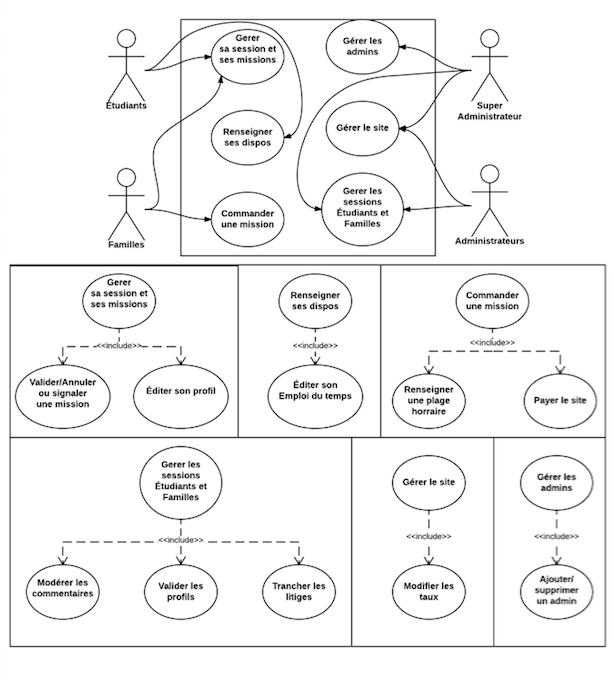 Étudiants
Gerer
sa session et
ses missions
Gérer les
admins
Super
Administrateur
Renseigner
ses dispos
Gérer le site
Familles
Commander
une mission
Gerer les
sessions
Étudiants et
Familles
Administrateurs
Gerer
sa session et
ses missions
<<include>>
Valider/Annuler
ou signaler
une mission
Éditer son profil
Renseigner
ses dispos
<<include>>
Éditer son
Emploi du temps
Commander
une mission
<<include>>
Renseigner
une plage
horraire
Payer le site
Gerer les
sessions
Étudiants et
Familles
<<include>>
Modérer les
commentaires
Valider les
profils
Trancher les
litiges
Gérer le site
<<include>>
Modifier les
taux
Gérer les
admins
<<include>>
Ajouter/
supprimer
un admin